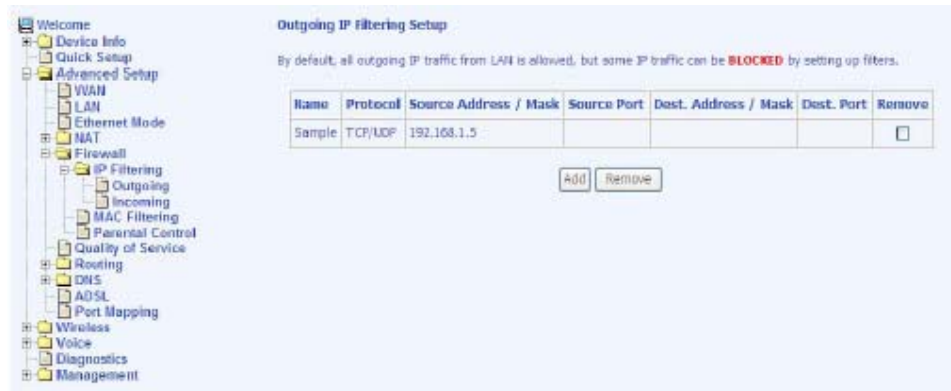 Welcome
Device Info
Quick Setup
Advanced Setup
WAN
LAN
Ethernet Mode
NAT
Firewall
IP Filtering
Outgoing
Incoming
MAC Filtering
Parental Control
Quality of Service
Routing
DNS
ADSL
Port Mapping
Wireless
Voice
Diagnostics
Management
Outgoing IP Filtering Setup
By default, all outgoing IP traffic from LAN is allowed, but some IP traffic can be BLOCKED by setting up filters.
Name Protocol Source Address / Mask Source Port Dest. Address / Mask Dest. Port Remove
Sample TCP/UDP 192.168.1.5
Add Remove